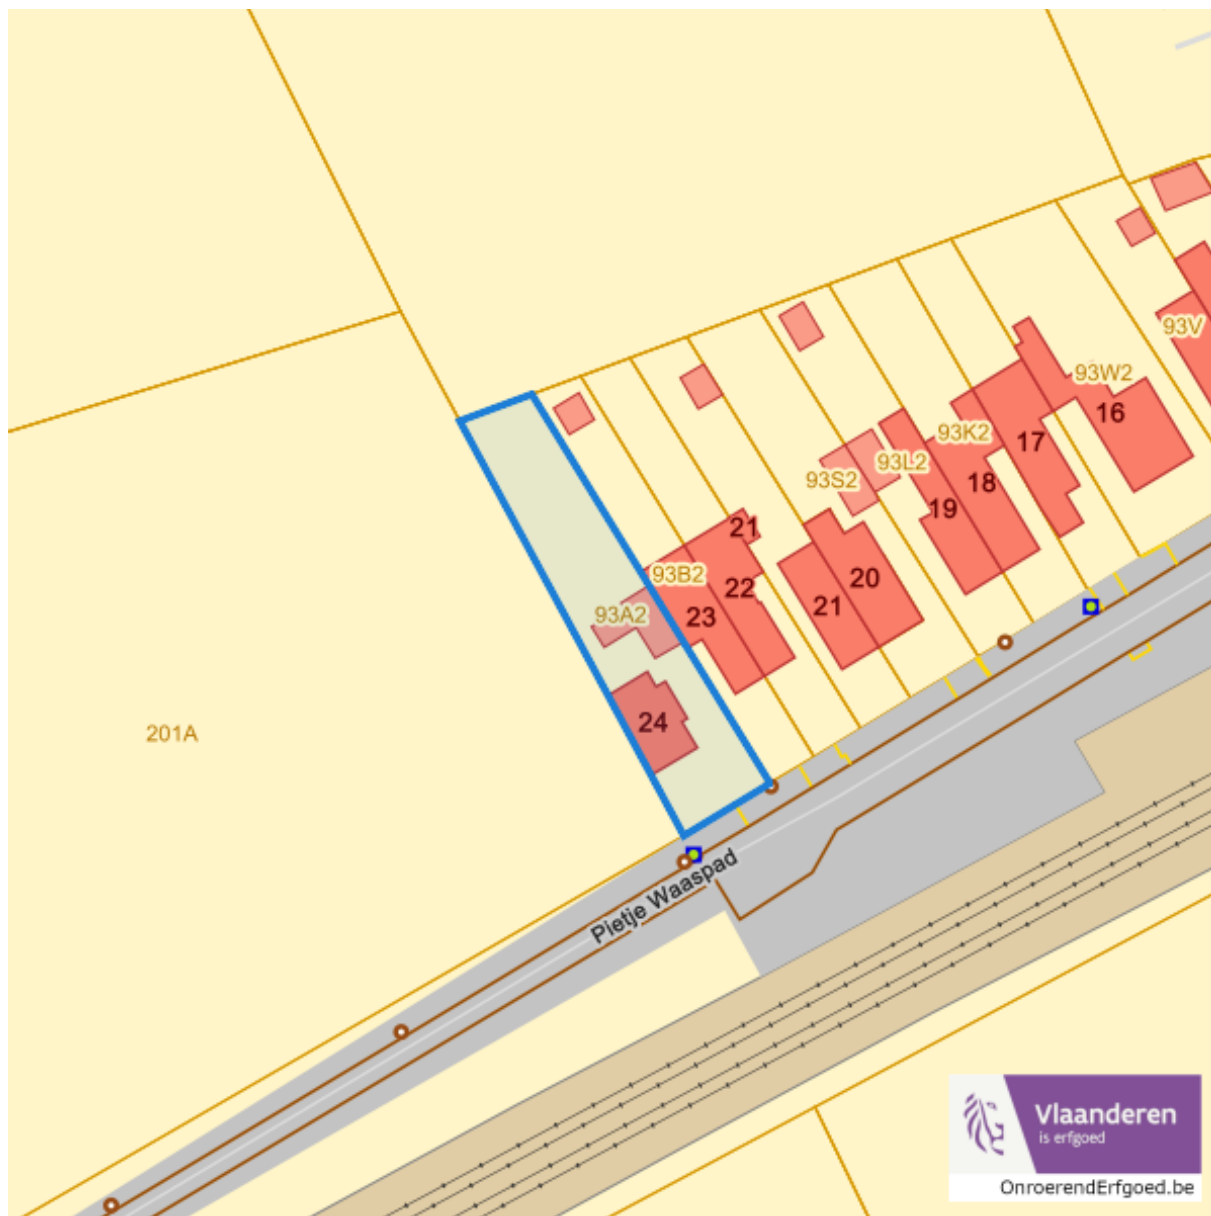 93V
93W2
16
93K2
17
93L2
93S2
18
19
21
93B2
20
22
21
93A2
23
24
201A
Pietje Waaspad
Vlaanderen
is erfgoed
OnroerendErfgoed.be